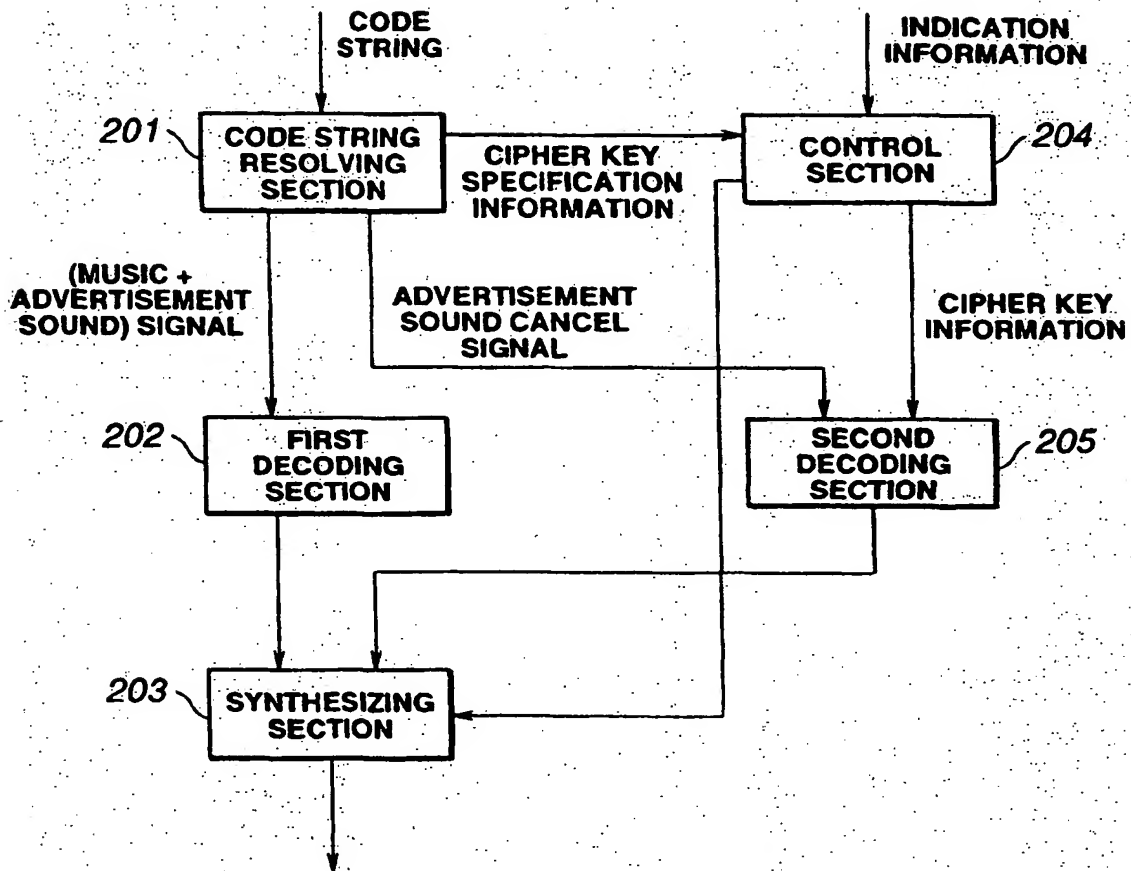 CODE
STRING
INDICATION
INFORMATION
201
CODE STRING
RESOLVING
SECTION
CIPHER KEY
SPECIFICATION
INFORMATION
CONTROL
SECTION
204
(MUSIC +
ADVERTISEMENT
SOUND) SIGNAL
ADVERTISEMENT
SOUND CANCEL
SIGNAL
CIPHER KEY
INFORMATION
202
FIRST
DECODING
SECTION
SECOND
DECODING
SECTION
205
203
SYNTHESIZING
SECTION